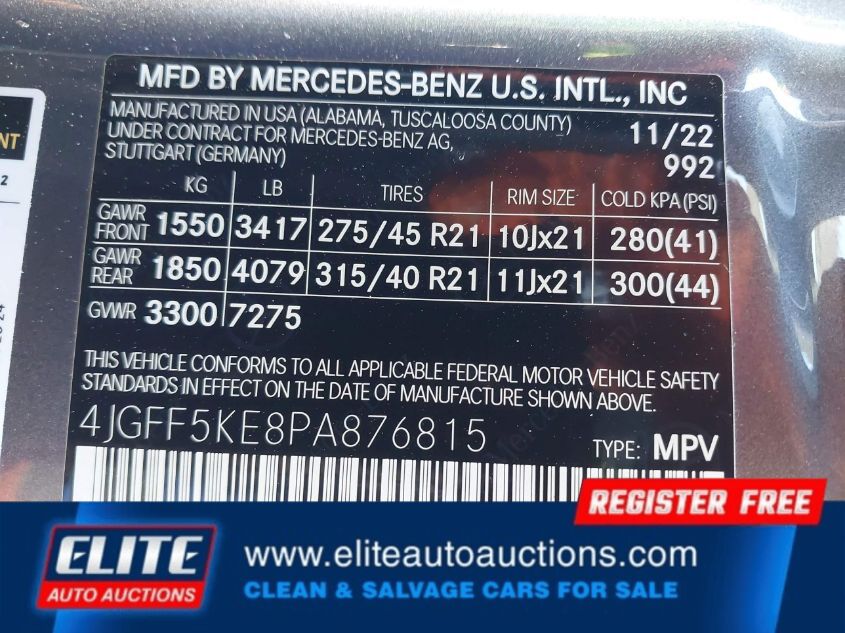 MFD BY MERCEDES-BENZ U.S. INTL., INC
MANUFACTURED IN USA (ALABAMA, TUSCALOOSA COUNTY)
UNDER CONTRACT FOR MERCEDES-BENZ AG,
STUTTGART (GERMANY)
11/22
992
KG LB TIRES RIM SIZE COLD KPA (PSI)
GAWR FRONT 1550 3417 275/45 R21 10Jx21 280(41)
GAWR REAR 1850 4079 315/40 R21 11Jx21 300(44)
GVWR 3300 7275
THIS VEHICLE CONFORMS TO ALL APPLICABLE FEDERAL MOTOR VEHICLE SAFETY
STANDARDS IN EFFECT ON THE DATE OF MANUFACTURE SHOWN ABOVE.
4JGFF5KE8PA876815
TYPE: MPV
REGISTER FREE
ELITE
AUTO AUCTIONS
www.eliteautoauctions.com
CLEAN & SALVAGE CARS FOR SALE